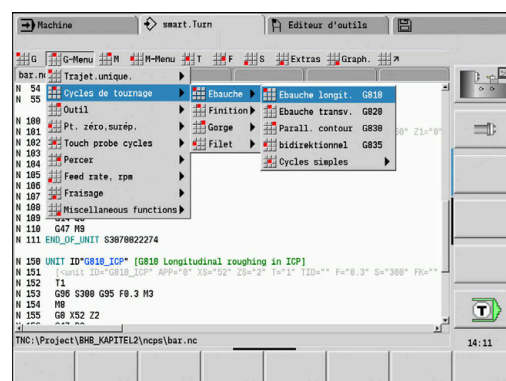 Machine
smart.Turn
Editeur d'outils
G G-Menu M M-Menu T F S Extras Graph.
bar.nc
N 54
N 55
N 100
N 101
N 102
N 103
N 104
N 105
N 106
N 107
N 108
N 109
N 110 G47 M9
N 111 END_OF_UNIT S3078022274
N 150 UNIT ID"G810_ICP" [G810 Longitudinal roughing in ICP]
N 151 [<unit ID="G810_ICP" APP="0" XS="52" ZS="2" T="1" TID="" F="0.3" S="300" FK=""
N 152 T1
N 153 G96 S300 G95 F0.3 M3
N 154 M8
N 155 G0 X52 Z2
Trajet.unique.
Cycles de tournage
Outil
Pt. zéro,surép.
Touch probe cycles
Percer
Feed rate, rpm
Fraisage
Miscellaneous functions
Ebauche
Finition
Gorge
Filet
Ebauche longit. G810
Ebauche transv. G820
Parall. contour G830
bidirektionnel G835
Cycles simples
TNC:\Project\BHB_KAPITEL2\ncps\bar.nc
T
14:11